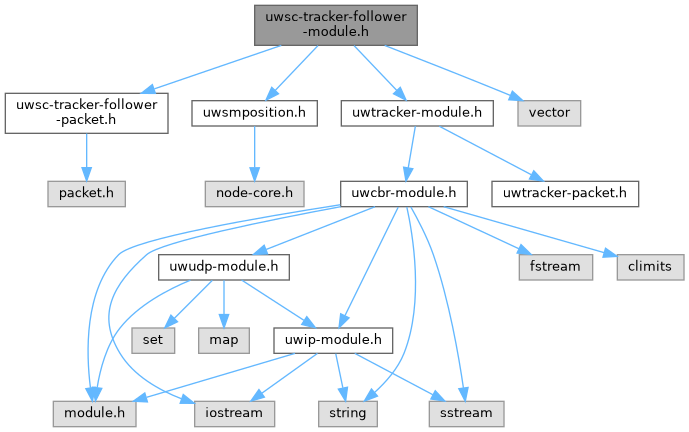 uwsc-tracker-follower
-module.h
uwsc-tracker-follower
-packet.h
uwsmposition.h
uwtracker-module.h
vector
packet.h
node-core.h
uwcbr-module.h
uwtracker-packet.h
uwudp-module.h
fstream
climits
set
map
uwip-module.h
module.h
iostream
string
sstream